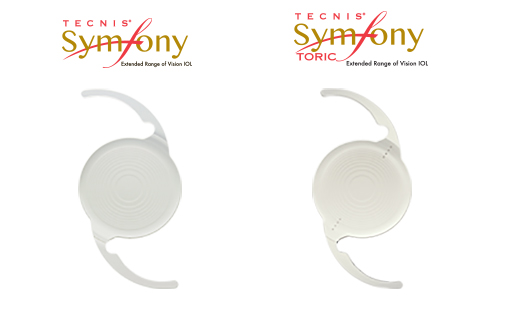 TECNIS®
Symfony
Extended Range of Vision IOL
TECNIS®
Symfony
TORIC
Extended Range of Vision IOL